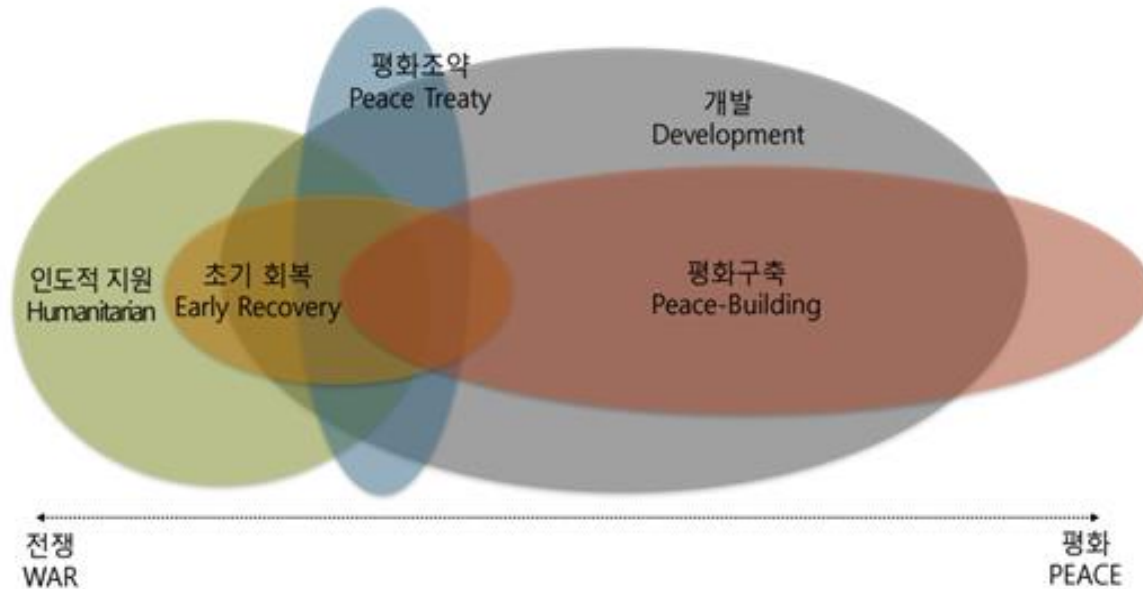 평화조약
Peace Treaty
개발
Development
인도적 지원
Humanitarian
초기 회복
Early Recovery
평화구축
Peace-Building
전쟁
WAR
평화
PEACE